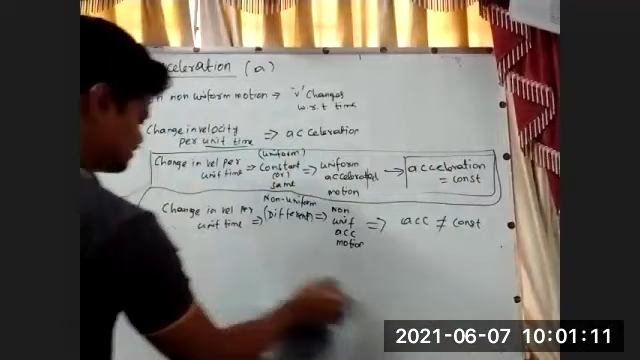 celeration (a)
n non uniform motion → 'v' Changes
w.r.t time
Change in velocity
per unit time ⇒ acceleration
Change in vel per
unit time ⇒ (uniform)
Constant
(or)
same ⇒ uniform
accelerated
motion → acceleration
= const
Change in vel per
unit time ⇒ Non-uniform
(Different) ⇒ non
unif
acc
motion ⇒ acc ≠ const
2021-06-07 10:01:11